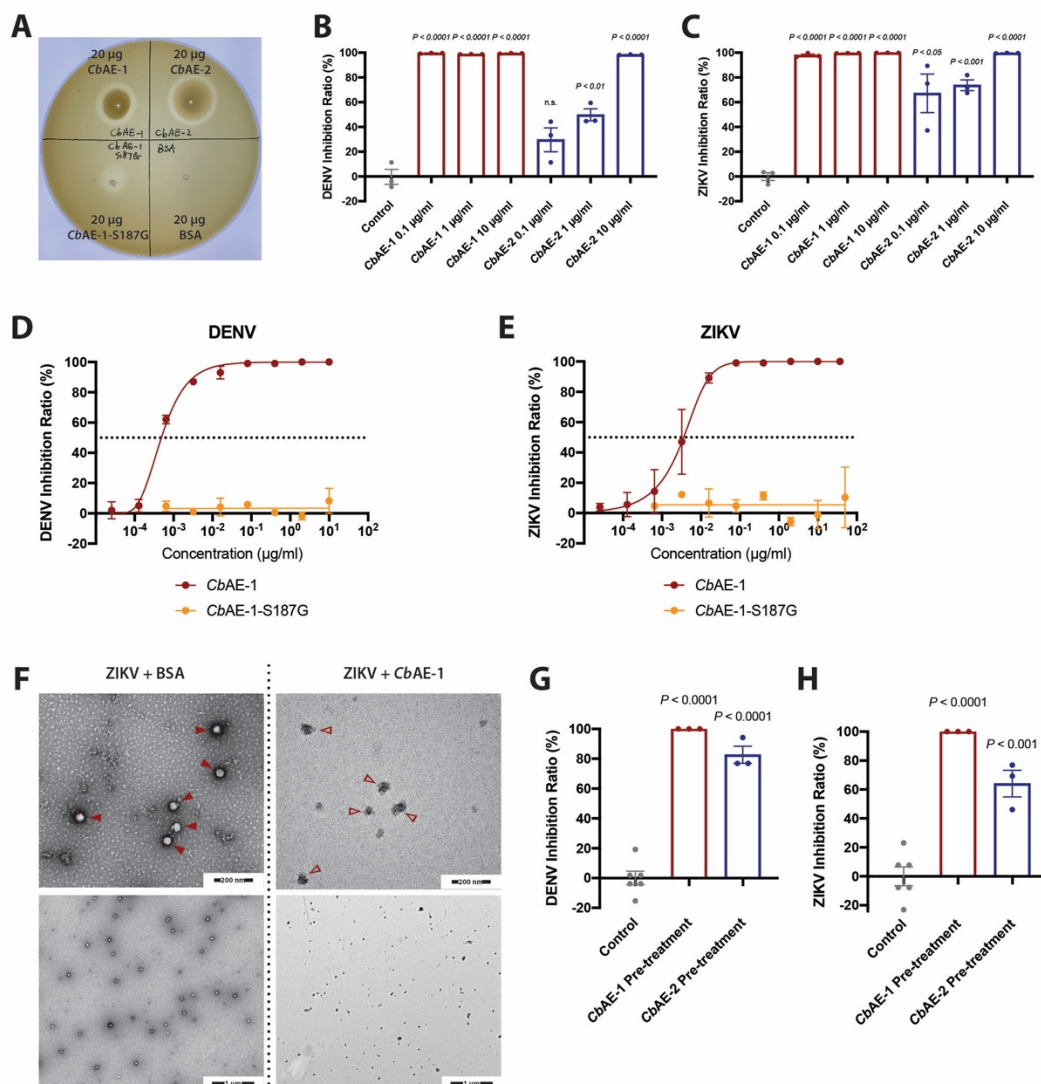 A
20 µg
CbAE-1
20 µg
CbAE-2
CbAE-1
CbAE-2
CbAE-1
S187G
BSA
20 µg
CbAE-1-S187G
20 µg
BSA
B
DENV Inhibition Ratio (%)
100
80
60
40
20
0
-20
P < 0.0001
P < 0.0001
P < 0.0001
n.s.
P < 0.01
P < 0.0001
Control
CbAE-1 0.1 µg/ml
CbAE-1 1 µg/ml
CbAE-1 10 µg/ml
CbAE-2 0.1 µg/ml
CbAE-2 1 µg/ml
CbAE-2 10 µg/ml
C
ZIKV Inhibition Ratio (%)
100
80
60
40
20
0
-20
P < 0.0001
P < 0.0001
P < 0.0001
P < 0.05
P < 0.001
P < 0.0001
Control
CbAE-1 0.1 µg/ml
CbAE-1 1 µg/ml
CbAE-1 10 µg/ml
CbAE-2 0.1 µg/ml
CbAE-2 1 µg/ml
CbAE-2 10 µg/ml
D
DENV
DENV Inhibition Ratio (%)
100
80
60
40
20
0
-20
10⁻⁴ 10⁻³ 10⁻² 10⁻¹ 10⁰ 10¹ 10²
Concentration (µg/ml)
CbAE-1
CbAE-1-S187G
E
ZIKV
ZIKV Inhibition Ratio (%)
100
80
60
40
20
0
-20
10⁻⁴ 10⁻³ 10⁻² 10⁻¹ 10⁰ 10¹ 10²
Concentration (µg/ml)
CbAE-1
CbAE-1-S187G
F
ZIKV + BSA
ZIKV + CbAE-1
200 nm
200 nm
1 µm
1 µm
G
DENV Inhibition Ratio (%)
100
80
60
40
20
0
-20
P < 0.0001
P < 0.0001
Control
CbAE-1 Pre-treatment
CbAE-2 Pre-treatment
H
ZIKV Inhibition Ratio (%)
100
80
60
40
20
0
-20
P < 0.0001
P < 0.001
Control
CbAE-1 Pre-treatment
CbAE-2 Pre-treatment